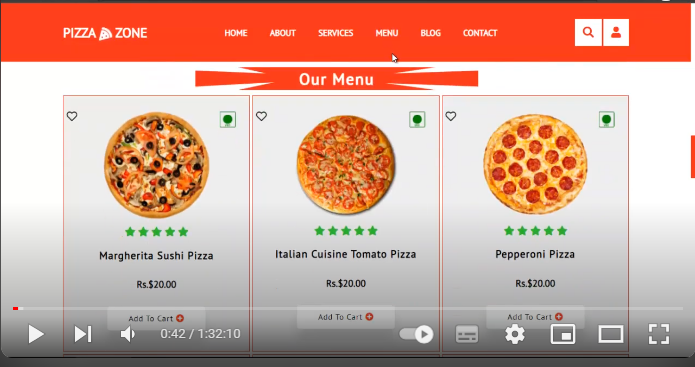 PIZZA ZONE HOME ABOUT SERVICES MENU BLOG CONTACT
Our Menu
Margherita Sushi Pizza Italian Cuisine Tomato Pizza Pepperoni Pizza
Rs.$20.00 Rs.$20.00 Rs.$20.00
Add To Cart Add To Cart Add To Cart
0:42 / 1:32:10